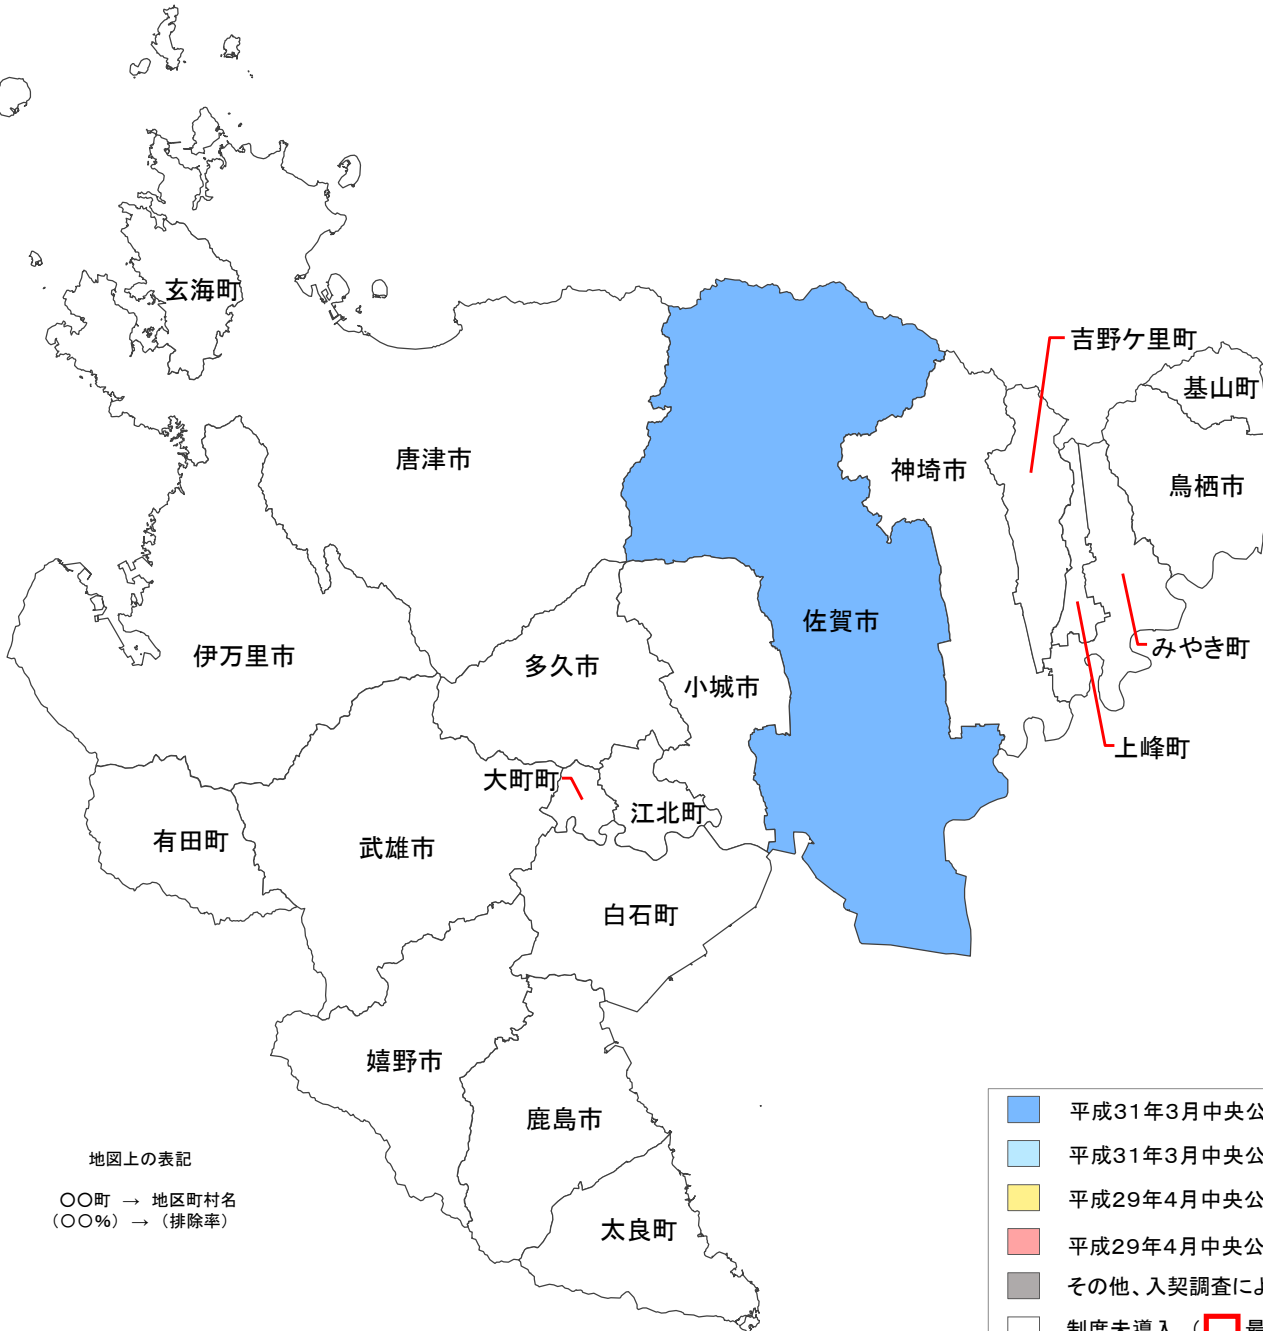 玄海町
吉野ケ里町
基山町
唐津市
神埼市
鳥栖市
佐賀市
みやき町
伊万里市
多久市
小城市
上峰町
大町町
江北町
有田町
武雄市
白石町
嬉野市
鹿島市
太良町
地図上の表記
〇〇町 → 地区町村名
(〇〇%) → (排除率)
平成31年3月中央公
平成31年3月中央公
平成29年4月中央公
平成29年4月中央公
その他、入契調査によ
制度未導入 ( 最